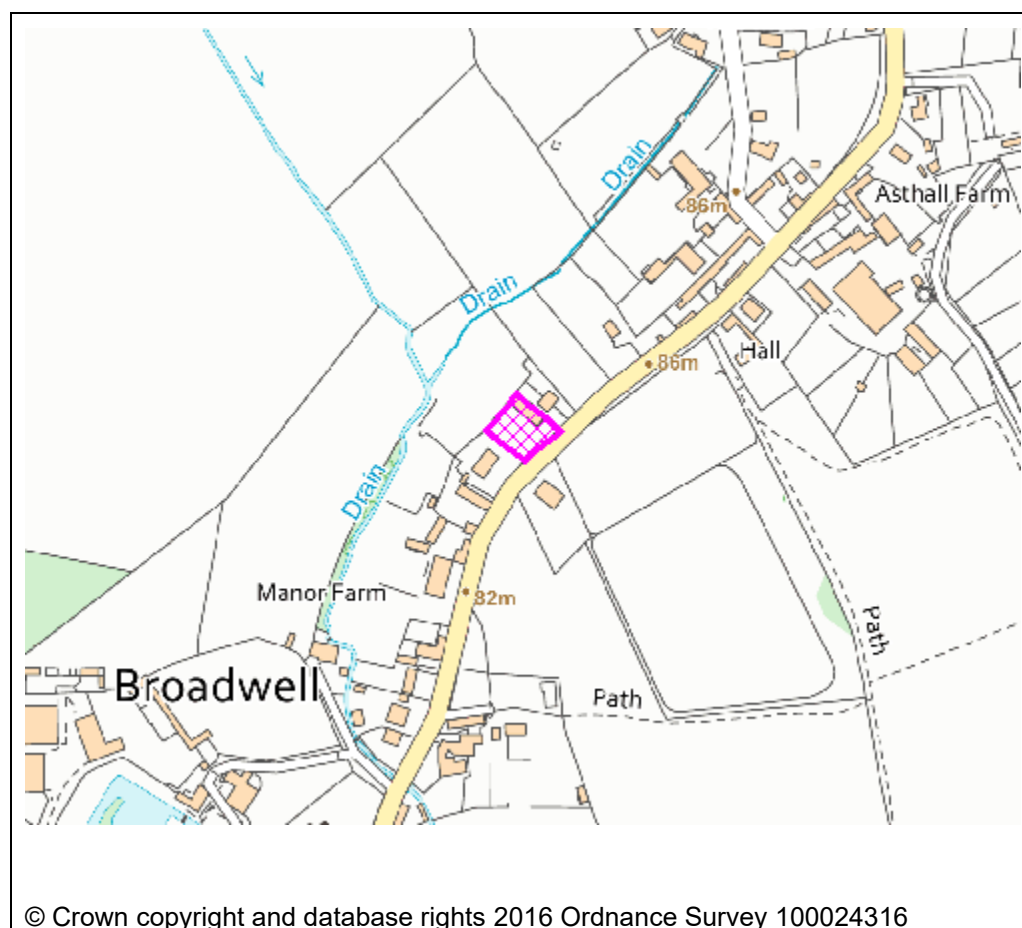 Drain
86m
Asthall Farm
Drain
86m
Hall
Drain
Manor Farm
82m
Path
Broadwell
Path
© Crown copyright and database rights 2016 Ordnance Survey 100024316